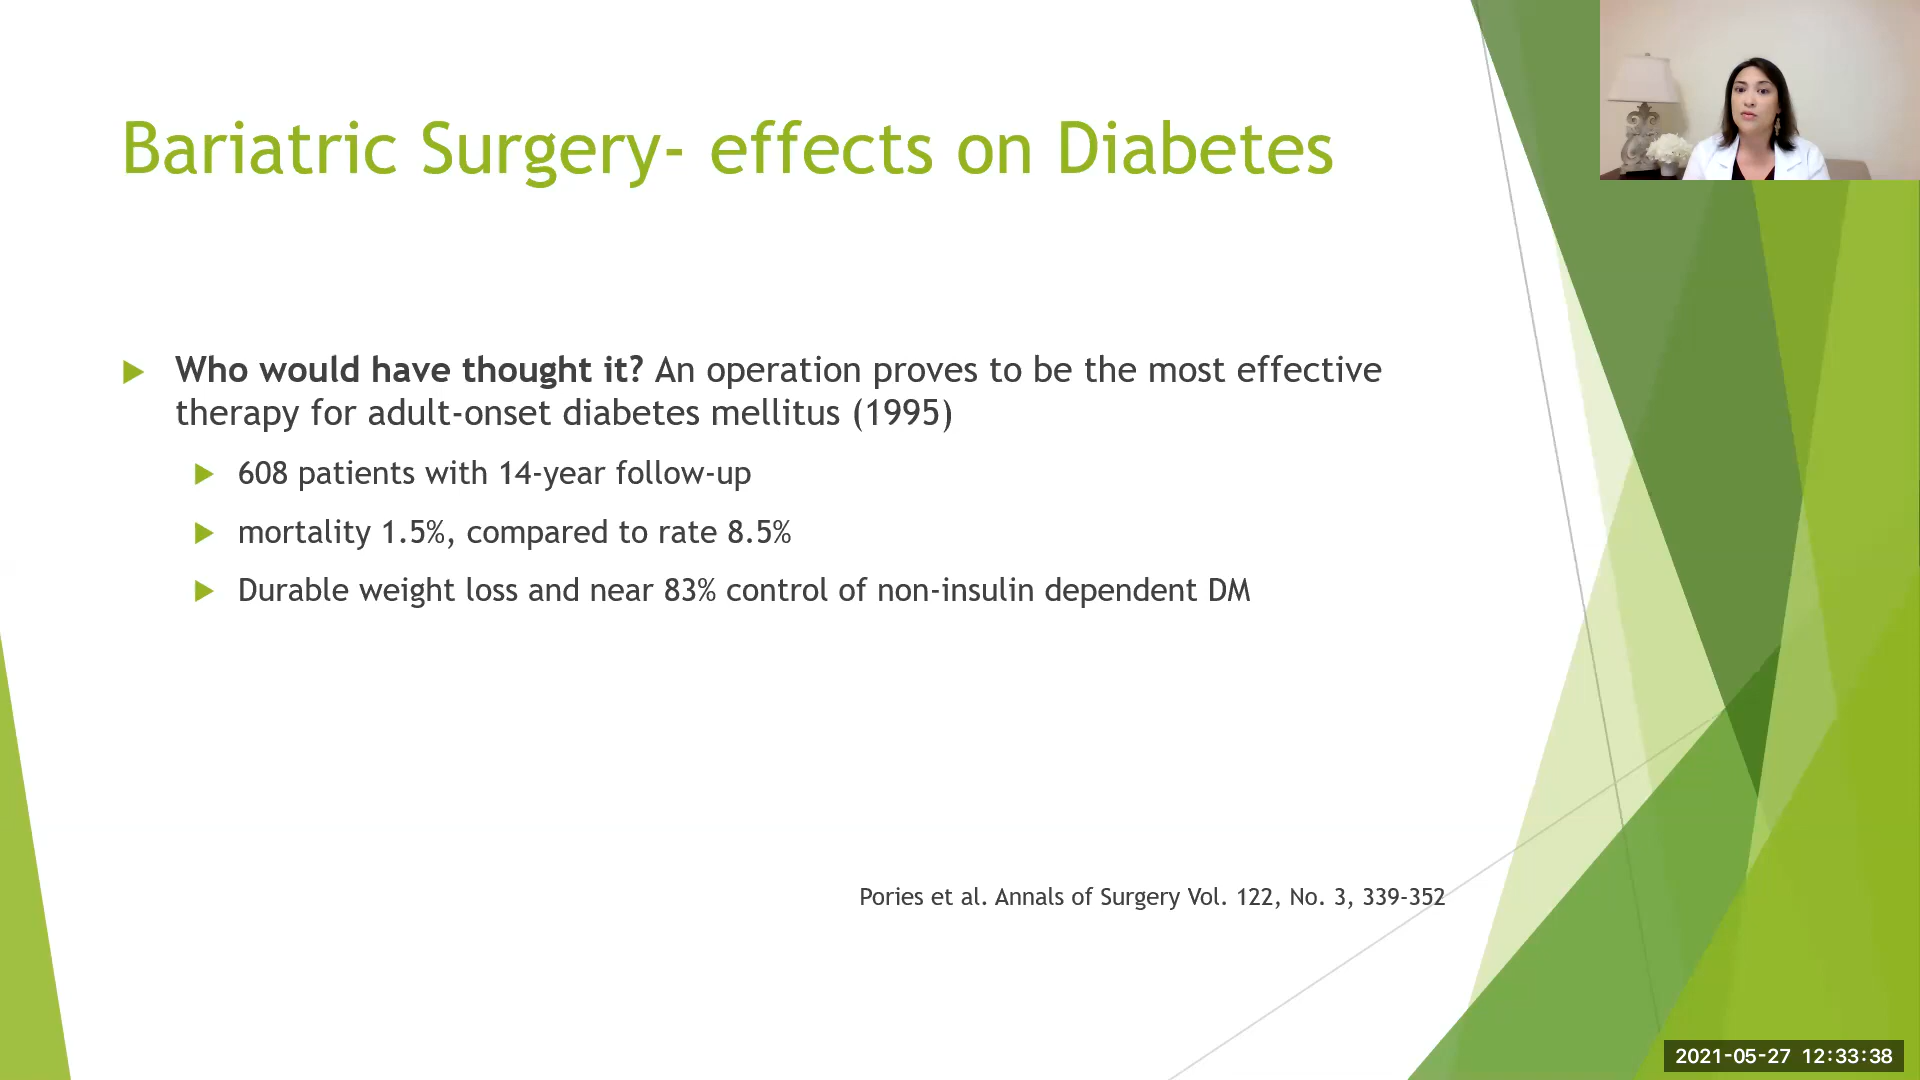 Bariatric Surgery- effects on Diabetes
Who would have thought it? An operation proves to be the most effective
therapy for adult-onset diabetes mellitus (1995)
608 patients with 14-year follow-up
mortality 1.5%, compared to rate 8.5%
Durable weight loss and near 83% control of non-insulin dependent DM
Pories et al. Annals of Surgery Vol. 122, No. 3, 339-352
2021-05-27 12:33:38